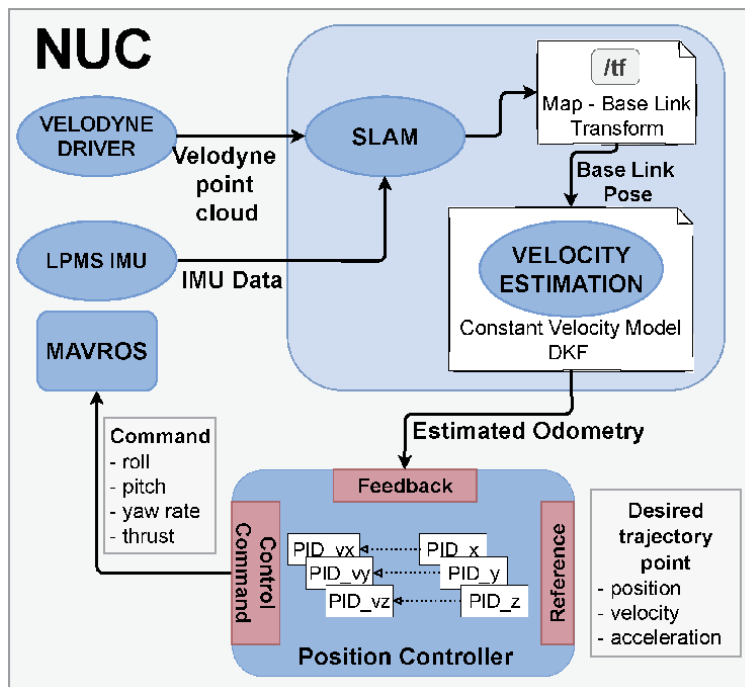 NUC
VELODYNE
DRIVER
Velodyne
point
cloud
SLAM
/tf
Map - Base Link
Transform
Base Link
Pose
LPMS IMU
IMU Data
VELOCITY
ESTIMATION
Constant Velocity Model
DKF
MAVROS
Estimated Odometry
Command
- roll
- pitch
- yaw rate
- thrust
Feedback
Control
Command
PID_vx
PID_x
PID_vy
PID_y
PID_vz
PID_z
Reference
Position Controller
Desired
trajectory
point
- position
- velocity
- acceleration